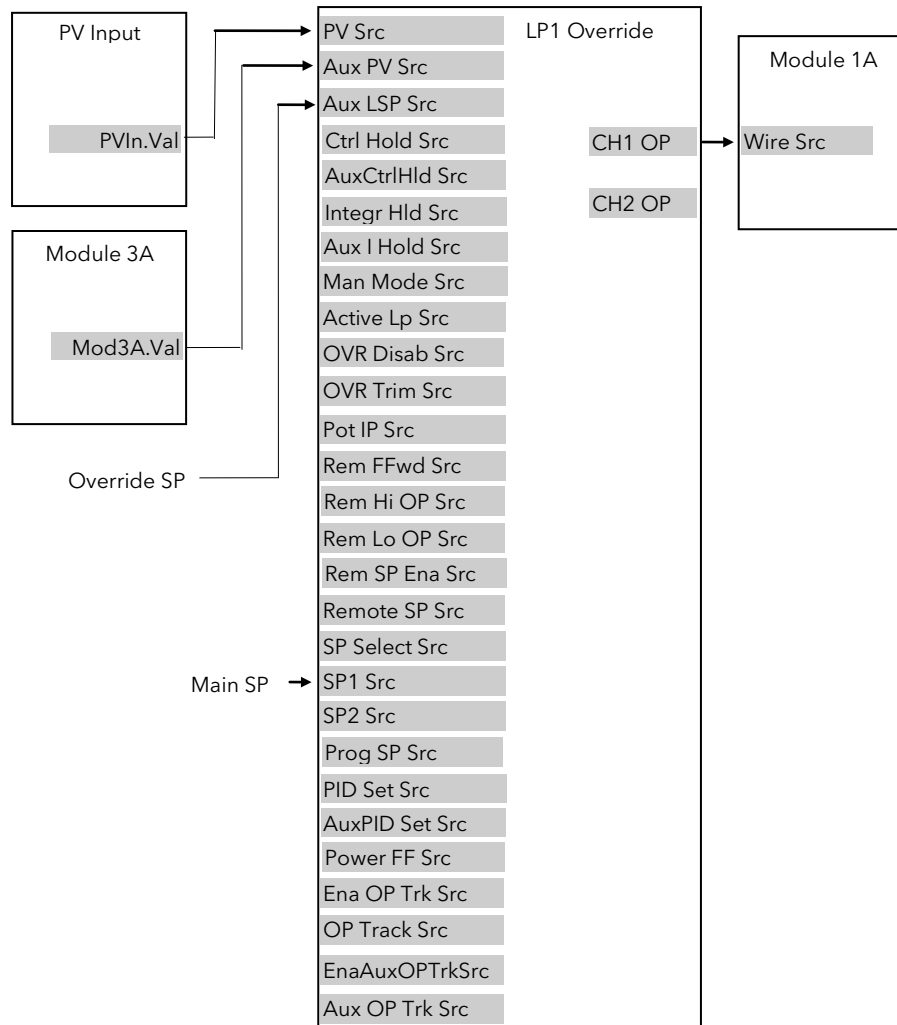 PV Input
PVIn.Val
Module 3A
Mod3A.Val
Override SP
Main SP
LP1 Override
PV Src
Aux PV Src
Aux LSP Src
Ctrl Hold Src
AuxCtrlHld Src
Integr Hld Src
Aux I Hold Src
Man Mode Src
Active Lp Src
OVR Disab Src
OVR Trim Src
Pot IP Src
Rem FFwd Src
Rem Hi OP Src
Rem Lo OP Src
Rem SP Ena Src
Remote SP Src
SP Select Src
SP1 Src
SP2 Src
Prog SP Src
PID Set Src
AuxPID Set Src
Power FF Src
Ena OP Trk Src
OP Track Src
EnaAuxOPTrkSrc
Aux OP Trk Src
CH1 OP
CH2 OP
Module 1A
Wire Src